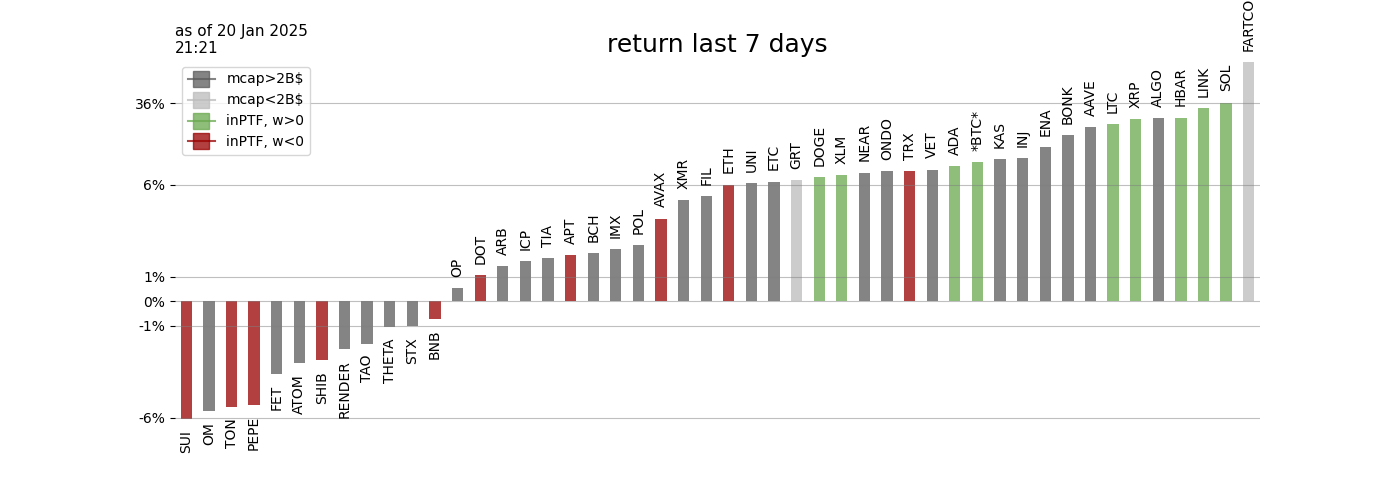 as of 20 Jan 2025
21:21
return last 7 days
mcap>2B$
mcap<2B$
inPTF, w>0
inPTF, w<0
36%
6%
1%
0%
-1%
-6%
SUI
OM
TON
PEPE
FET
ATOM
SHIB
RENDER
TAO
THETA
STX
BNB
OP
DOT
ARB
ICP
TIA
APT
BCH
IMX
POL
AVAX
XMR
FIL
ETH
UNI
ETC
GRT
DOGE
XLM
NEAR
ONDO
TRX
VET
ADA
*BTC*
KAS
INJ
ENA
BONK
AAVE
LTC
XRP
ALGO
HBAR
LINK
SOL
FARTCO